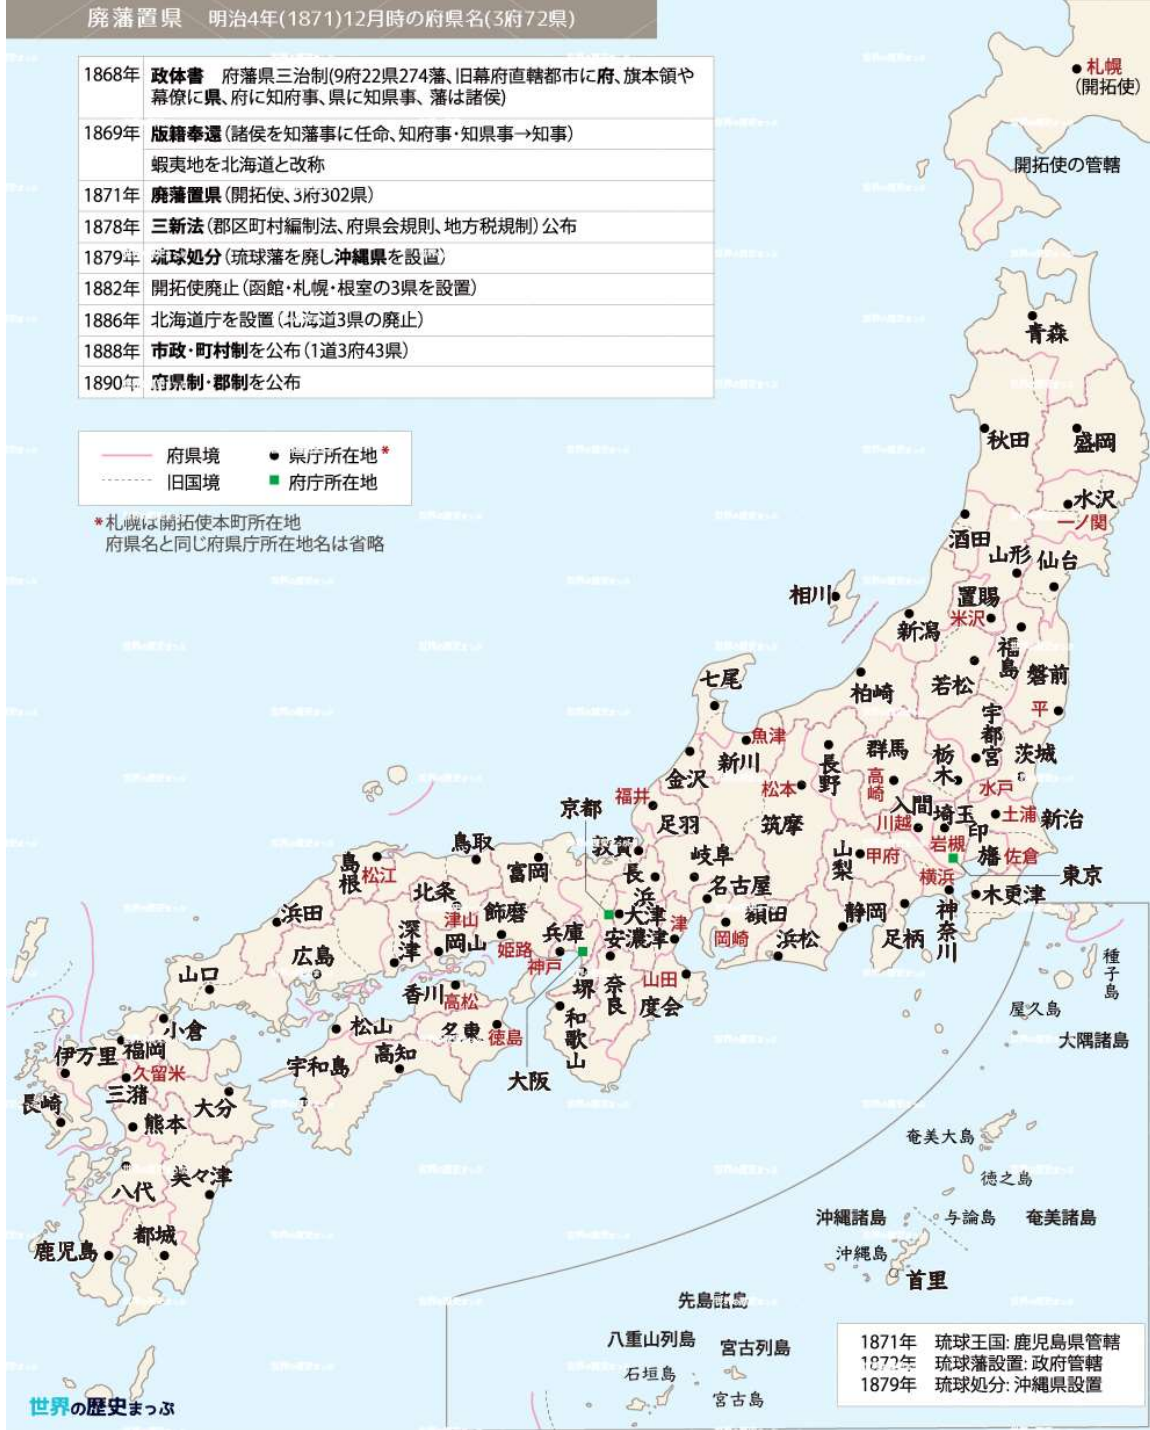 廃藩置県　明治4年(1871)12月時の府県名(3府72県)
1868年 政体書　府藩県三治制(9府22県274藩、旧幕府直轄都市に府、旗本領や
幕僚に県、府に知府事、県に知県事、藩は諸侯)
1869年 版籍奉還(諸侯を知藩事に任命、知府事・知県事→知事)
蝦夷地を北海道と改称
1871年 廃藩置県(開拓使、3府302県)
1878年 三新法(郡区町村編制法、府県会規則、地方税規制)公布
1879年 琉球処分(琉球藩を廃し沖縄県を設置)
1882年 開拓使廃止(函館・札幌・根室の3県を設置)
1886年 北海道庁を設置(北海道3県の廃止)
1888年 市政・町村制を公布(1道3府43県)
1890年 府県制・郡制を公布
府県境 県庁所在地*
旧国境 府庁所在地
*札幌は開拓使本町所在地
府県名と同じ府県庁所在地名は省略
札幌
(開拓使)
開拓使の管轄
青森
秋田
盛岡
水沢
一ノ関
酒田
山形
仙台
相川
置賜
米沢
新潟
福島
若松
磐前
平
七尾
柏崎
宇都宮
魚津
新川
長野
群馬
栃木
茨城
金沢
高崎
水戸
松本
福井
京都
足羽
筑摩
入間
川越
埼玉
岩槻
土浦
新治
印旛
佐倉
鳥取
敦賀
岐阜
山梨
甲府
横浜
東京
島根
松江
富岡
長浜
名古屋
北条
津山
飾磨
大津
額田
静岡
木更津
浜田
深津
岡山
姫路
兵庫
神戸
安濃津
津
岡崎
浜松
足柄
神奈川
広島
山口
香川
高松
堺
奈良
山田
度会
種子島
屋久島
大隅諸島
小倉
松山
名東
徳島
和歌山
伊万里
福岡
久留米
宇和島
高知
大阪
長崎
三潴
大分
熊本
八代
美々津
鹿児島
都城
奄美大島
徳之島
沖縄諸島
与論島
奄美諸島
沖縄島
首里
先島諸島
八重山列島
宮古列島
石垣島
宮古島
1871年　琉球王国: 鹿児島県管轄
1872年　琉球藩設置: 政府管轄
1879年　琉球処分: 沖縄県設置
世界の歴史まっぷ